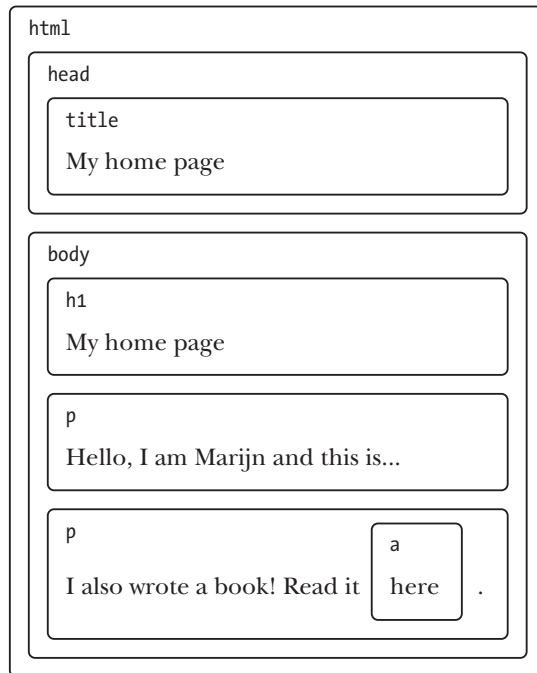 html
head
title
My home page
body
h1
My home page
p
Hello, I am Marijn and this is...
p
a
I also wrote a book! Read it here .